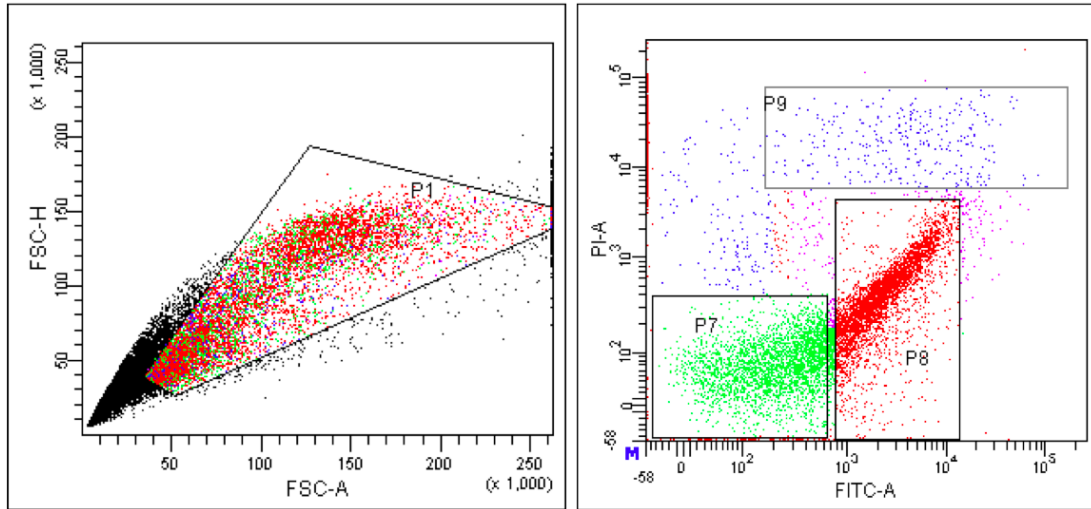 (x 1,000)
250
200
150
100
50
FSC-H
P1
50 100 150 200 250
FSC-A
(x 1,000)
10^5
10^4
10^3
10^2
0
-58
PI-A
P9
P7
P8
M
-58 0 10^2 10^3 10^4 10^5
FITC-A